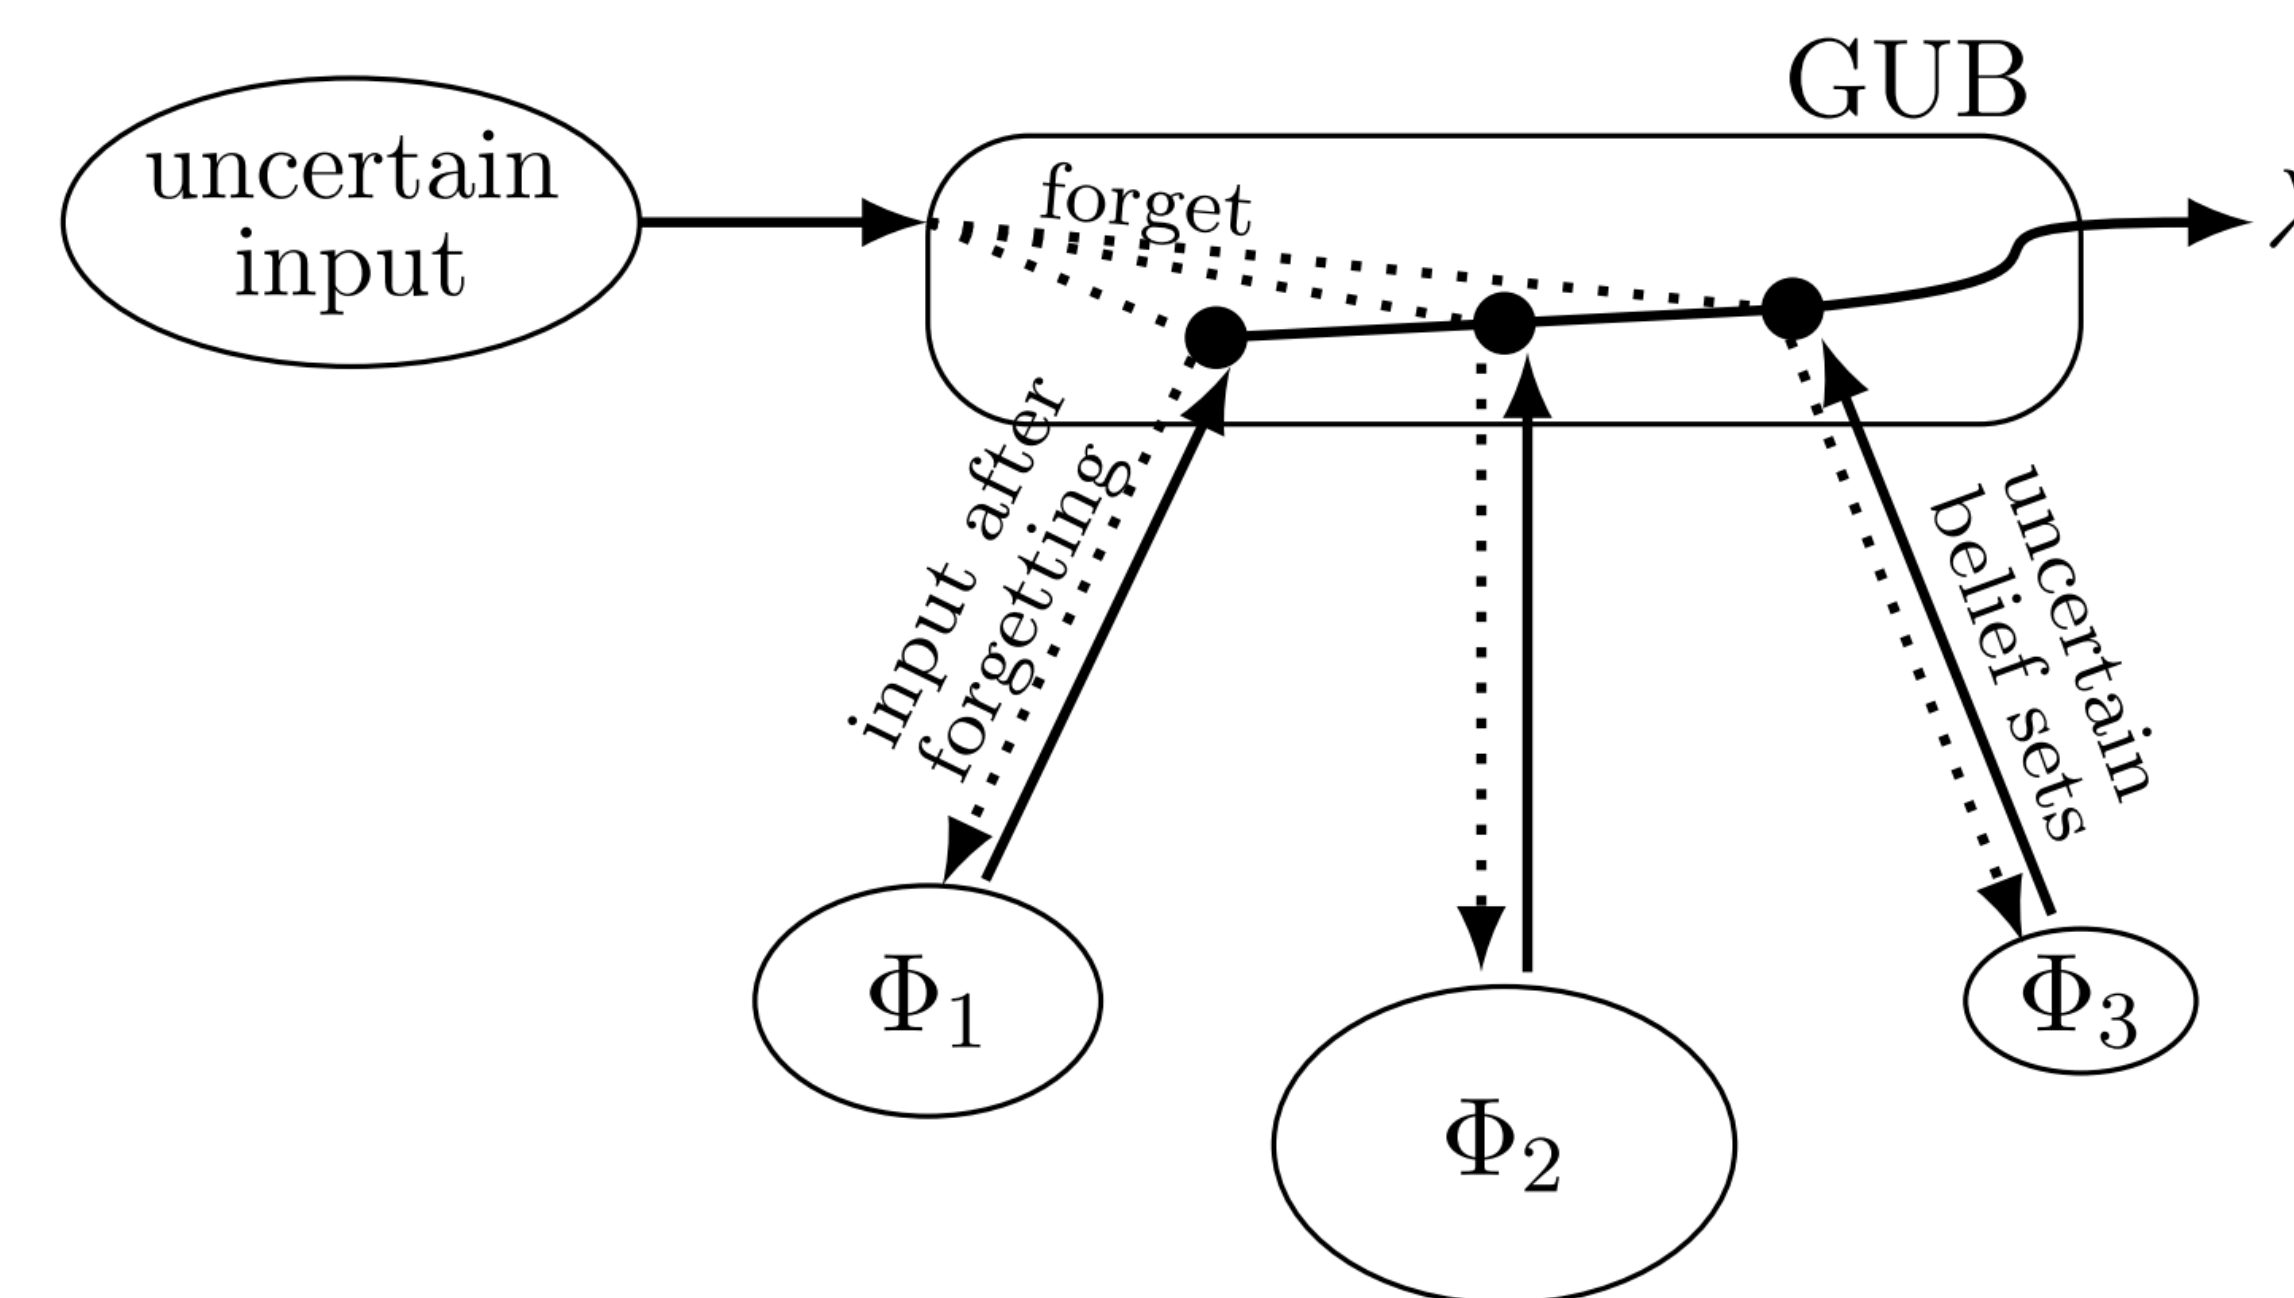 GUB
uncertain
input
forget
input after
forgetting
uncertain
belief sets
Φ1
Φ2
Φ3